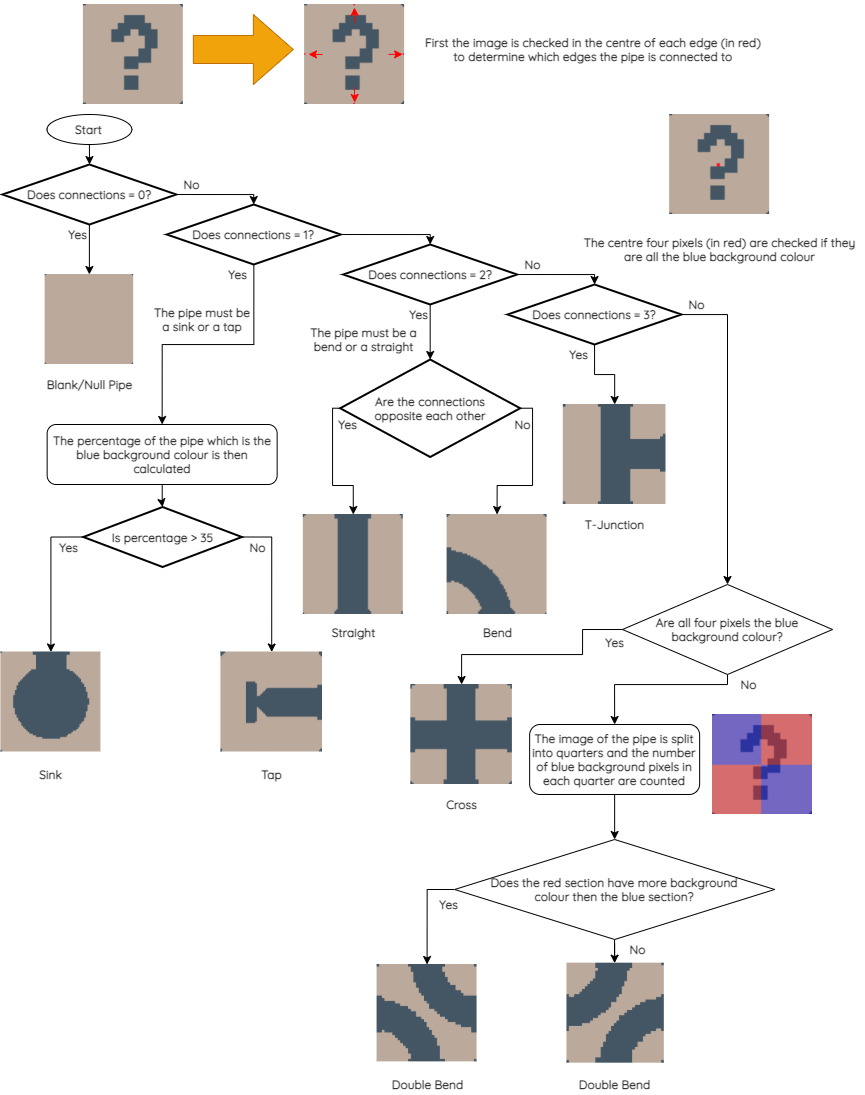 First the image is checked in the centre of each edge (in red)
to determine which edges the pipe is connected to
Start
Does connections = 0?
No
Yes
Blank/Null Pipe
Does connections = 1?
Yes
The pipe must be
a sink or a tap
The percentage of the pipe which is the
blue background colour is then
calculated
Is percentage > 35
Yes
No
Sink
Tap
Does connections = 2?
No
Yes
The pipe must be a
bend or a straight
Are the connections
opposite each other
Yes
No
Straight
Bend
Does connections = 3?
No
Yes
T-Junction
The centre four pixels (in red) are checked if they
are all the blue background colour
Are all four pixels the blue
background colour?
Yes
No
Cross
The image of the pipe is split
into quarters and the number
of blue background pixels in
each quarter are counted
Does the red section have more background
colour then the blue section?
Yes
No
Double Bend
Double Bend